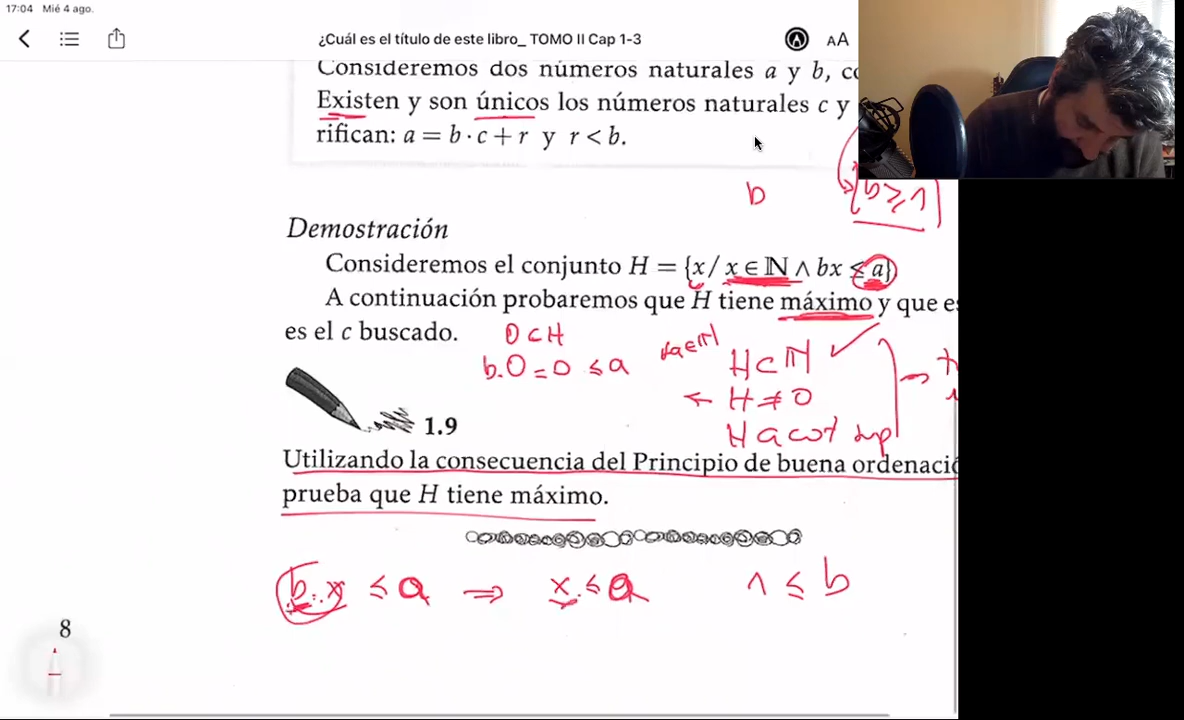 17:04 Mié 4 ago.
¿Cuál es el título de este libro_ TOMO II Cap 1-3
AA
Consideremos dos números naturales a y b, c
Existen y son únicos los números naturales c y
rifican: a = b · c + r y r < b.
b
b ⩾ 1
Demostración
Consideremos el conjunto H = {x / x ∈ ℕ ∧ bx ⩽ a}
A continuación probaremos que H tiene máximo y que e
es el c buscado.
0 ⊂ H
b.0 = 0 ≤ a
∀a∈ℕ
H ⊂ ℕ ✓
← H ≠ 0
H acot sup
1.9
Utilizando la consecuencia del Principio de buena ordenació
prueba que H tiene máximo.
b.x ≤ a ⇒ x.≤ a
1 ≤ b
8